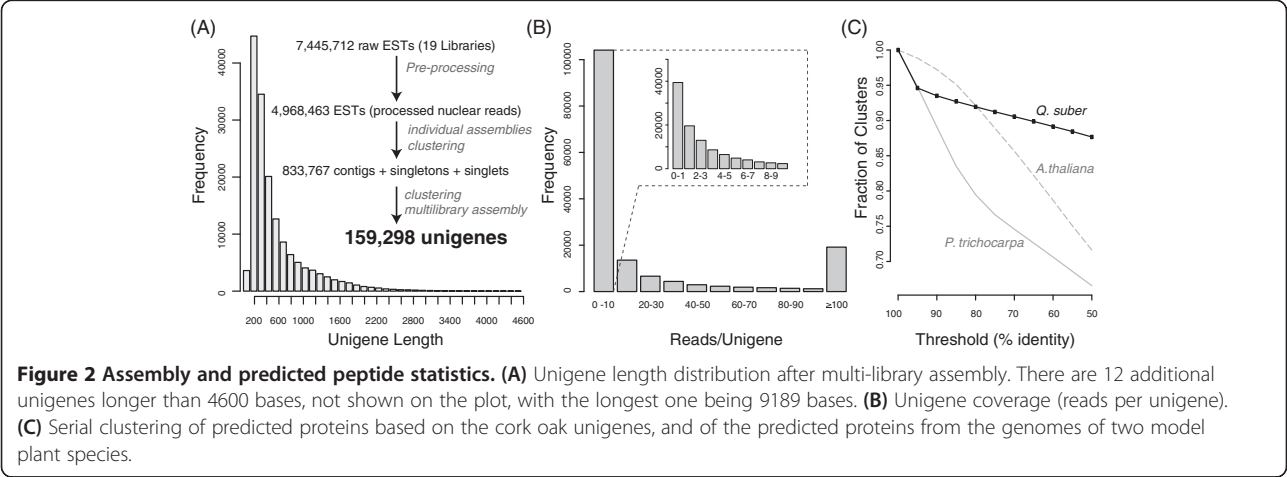 (A)
7,445,712 raw ESTs (19 Libraries)
Pre-processing
4,968,463 ESTs (processed nuclear reads)
individual assemblies
clustering
833,767 contigs + singletons + singlets
clustering
multilibrary assembly
159,298 unigenes
Frequency
0 10000 20000 30000 40000
200 600 1000 1600 2200 2800 3400 4000 4600
Unigene Length
(B)
Frequency
0 20000 40000 60000 80000 100000
0 20000 40000
0-1 2-3 4-5 6-7 8-9
0 -10 20-30 40-50 60-70 80-90 ≥100
Reads/Unigene
(C)
Fraction of Clusters
0.70 0.75 0.80 0.85 0.90 0.95 1.00
Q. suber
A.thaliana
P. trichocarpa
100 90 80 70 60 50
Threshold (% identity)
Figure 2 Assembly and predicted peptide statistics. (A) Unigene length distribution after multi-library assembly. There are 12 additional
unigenes longer than 4600 bases, not shown on the plot, with the longest one being 9189 bases. (B) Unigene coverage (reads per unigene).
(C) Serial clustering of predicted proteins based on the cork oak unigenes, and of the predicted proteins from the genomes of two model
plant species.